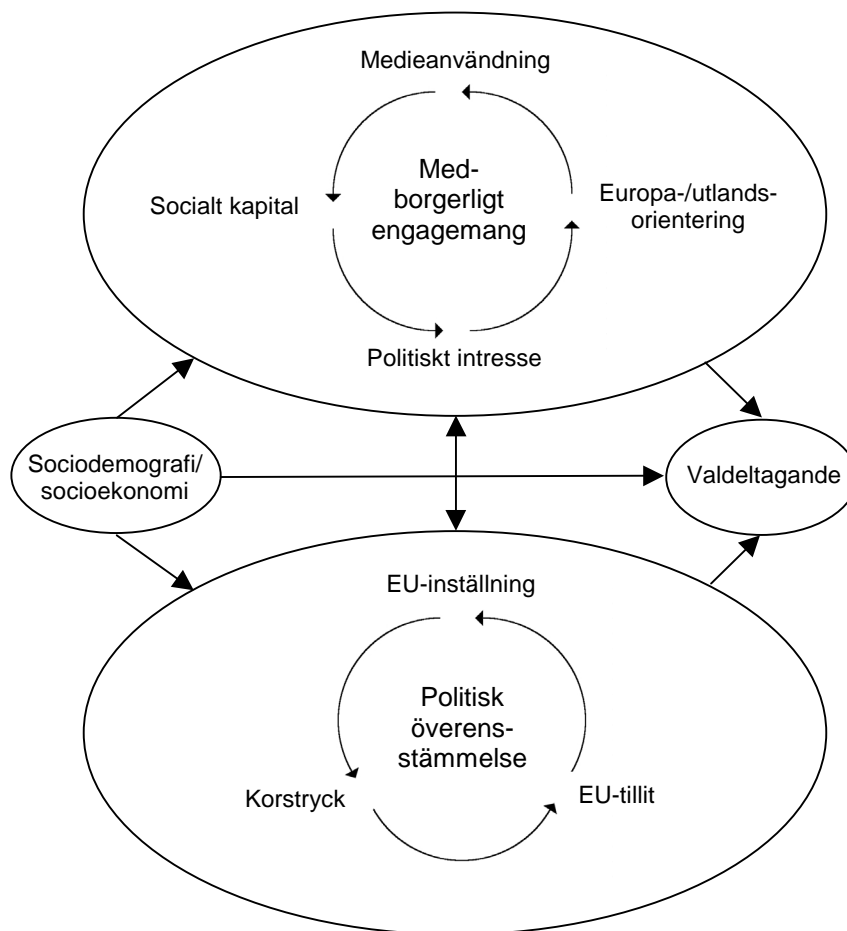 Medieanvändning
Med-
borgerligt
engagemang
Socialt kapital
Europa-/utlands-
orientering
Politiskt intresse
Sociodemografi/
socioekonomi
Valdeltagande
EU-inställning
Politisk
överens-
stämmelse
Korstryck
EU-tillit